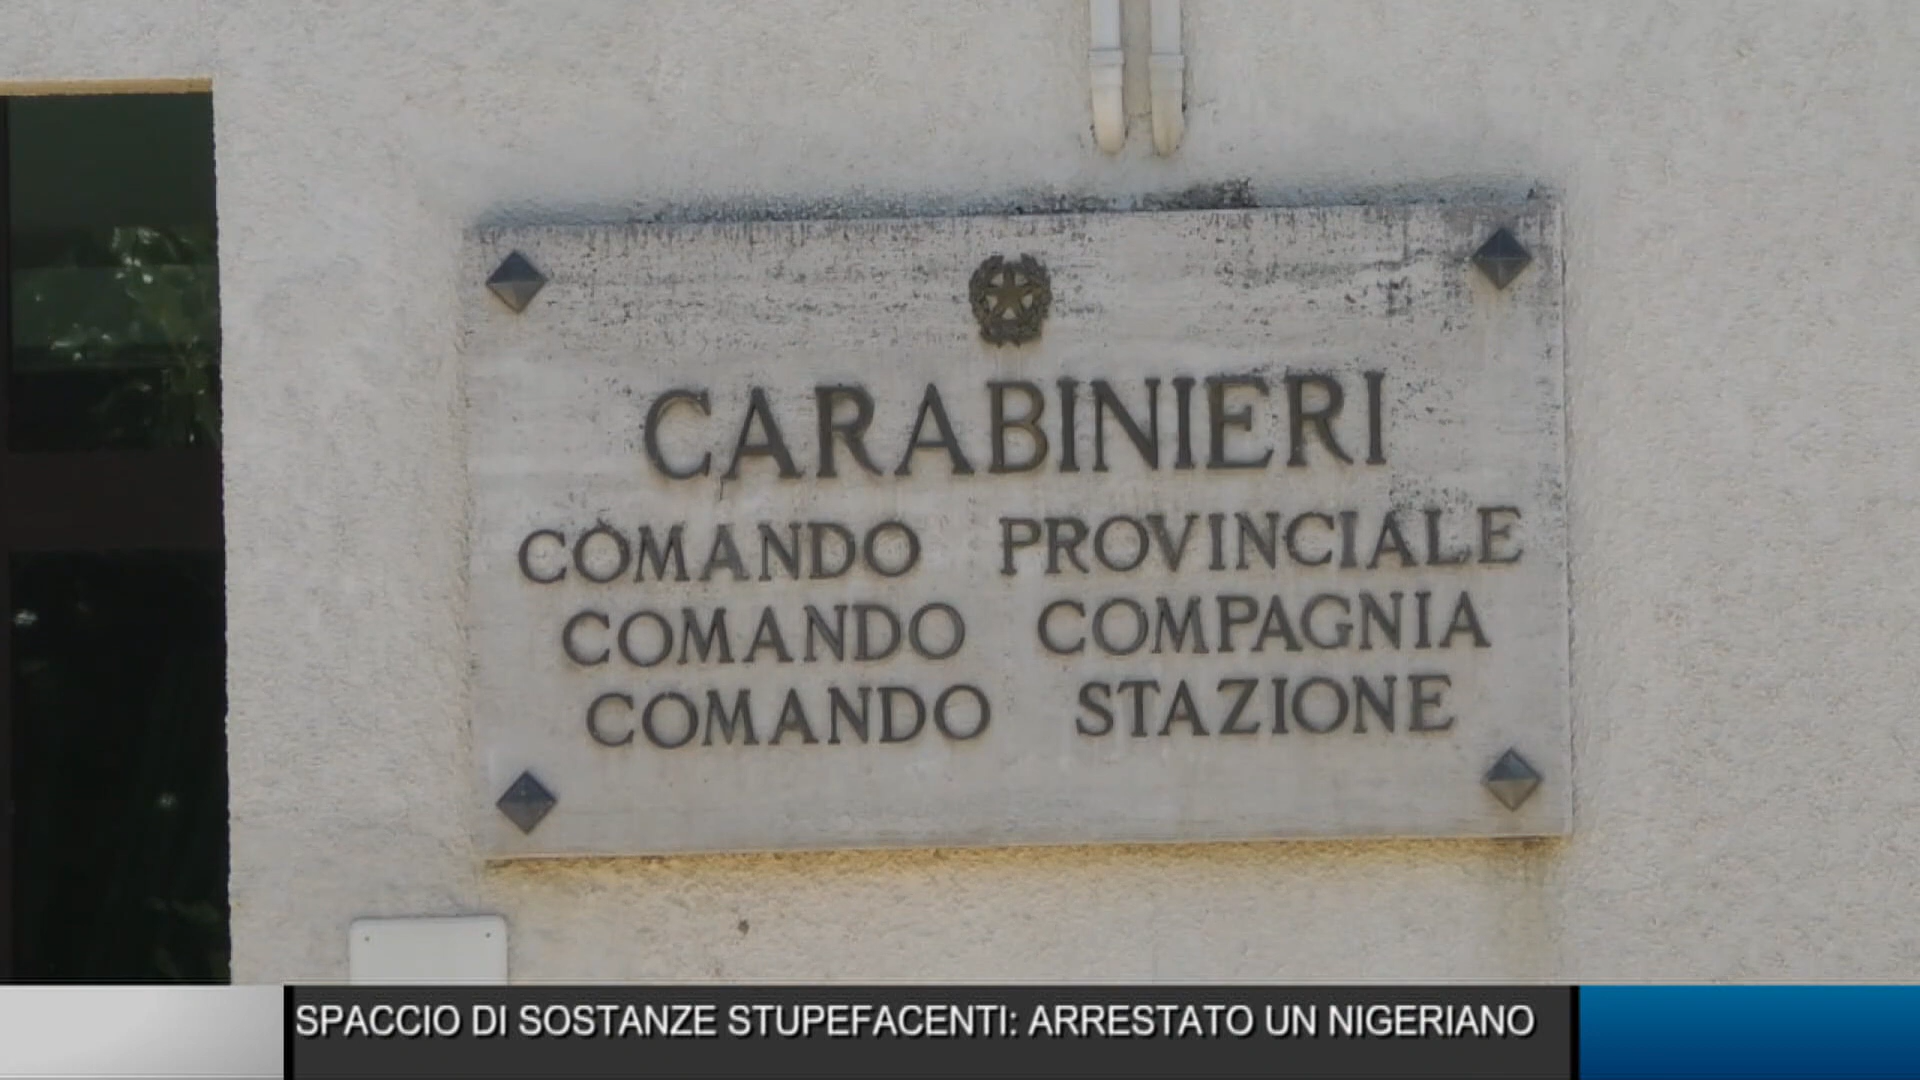 CARABINIERI
COMANDO PROVINCIALE
COMANDO COMPAGNIA
COMANDO STAZIONE
SPACCIO DI SOSTANZE STUPEFACENTI: ARRESTATO UN NIGERIANO